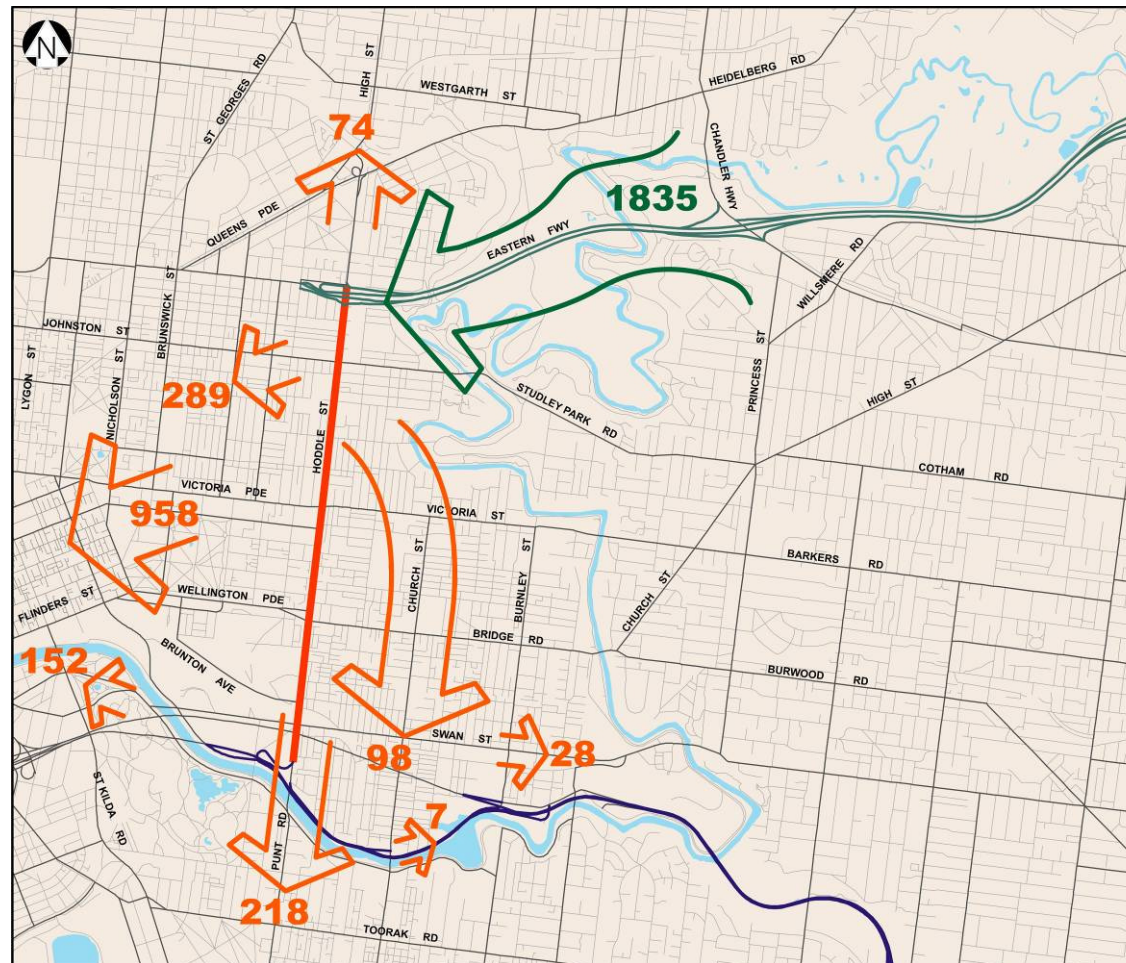 N
ST GEORGES RD
HIGH ST
WESTGARTH ST
HEIDELBERG RD
CHANDLER HWY
74
1835
QUEENS PDE
EASTERN FWY
WILLSMERE RD
BRUNSWICK ST
JOHNSTON ST
LYGON ST
NICHOLSON ST
289
HODDLE ST
STUDLEY PARK RD
PRINCESS ST
HIGH ST
COTHAM RD
VICTORIA PDE
VICTORIA ST
958
BARKERS RD
CHURCH ST
BURNLEY ST
CHURCH ST
FLINDERS ST
WELLINGTON PDE
BRIDGE RD
BURWOOD RD
152
BRUNTON AVE
SWAN ST
98
28
ST KILDA RD
7
PUNT RD
218
TOORAK RD